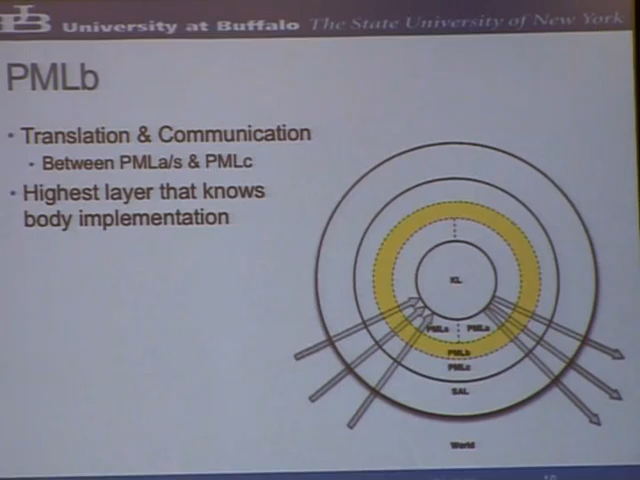 University at Buffalo The State University of New York
PMLb
• Translation & Communication
• Between PMLa/s & PMLc
• Highest layer that knows
body implementation
KL
PMLs PMLa
PMLb
PMLc
SAL
World